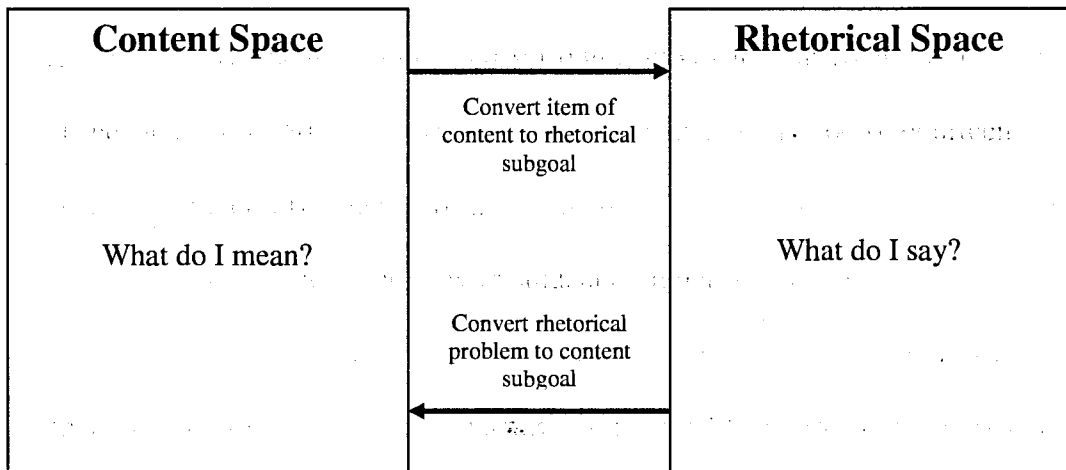 Content Space
Rhetorical Space
Convert item of
content to rhetorical
subgoal
What do I mean?
What do I say?
Convert rhetorical
problem to content
subgoal